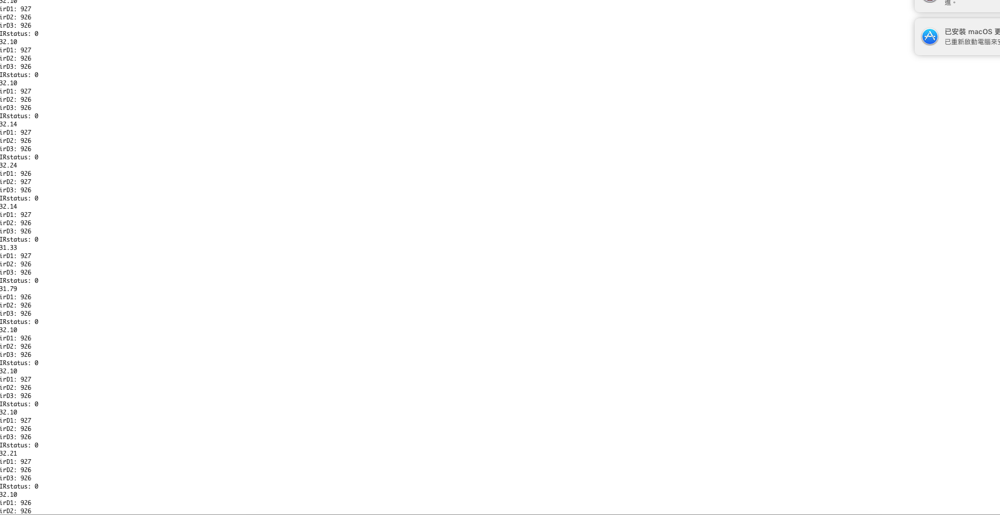 32.10
irD1: 927
irD2: 926
irD3: 926
IRstatus: 0
32.10
irD1: 927
irD2: 926
irD3: 926
IRstatus: 0
32.10
irD1: 927
irD2: 926
irD3: 926
IRstatus: 0
32.14
irD1: 927
irD2: 926
irD3: 926
IRstatus: 0
32.24
irD1: 926
irD2: 927
irD3: 926
IRstatus: 0
32.14
irD1: 927
irD2: 926
irD3: 926
IRstatus: 0
31.33
irD1: 927
irD2: 926
irD3: 926
IRstatus: 0
31.79
irD1: 926
irD2: 926
irD3: 926
IRstatus: 0
32.10
irD1: 926
irD2: 926
irD3: 926
IRstatus: 0
32.10
irD1: 927
irD2: 926
irD3: 926
IRstatus: 0
32.10
irD1: 927
irD2: 926
irD3: 926
IRstatus: 0
32.21
irD1: 927
irD2: 926
irD3: 926
IRstatus: 0
32.10
irD1: 926
irD2: 926
進。
已安裝 macOS 更
已重新啟動電腦來安